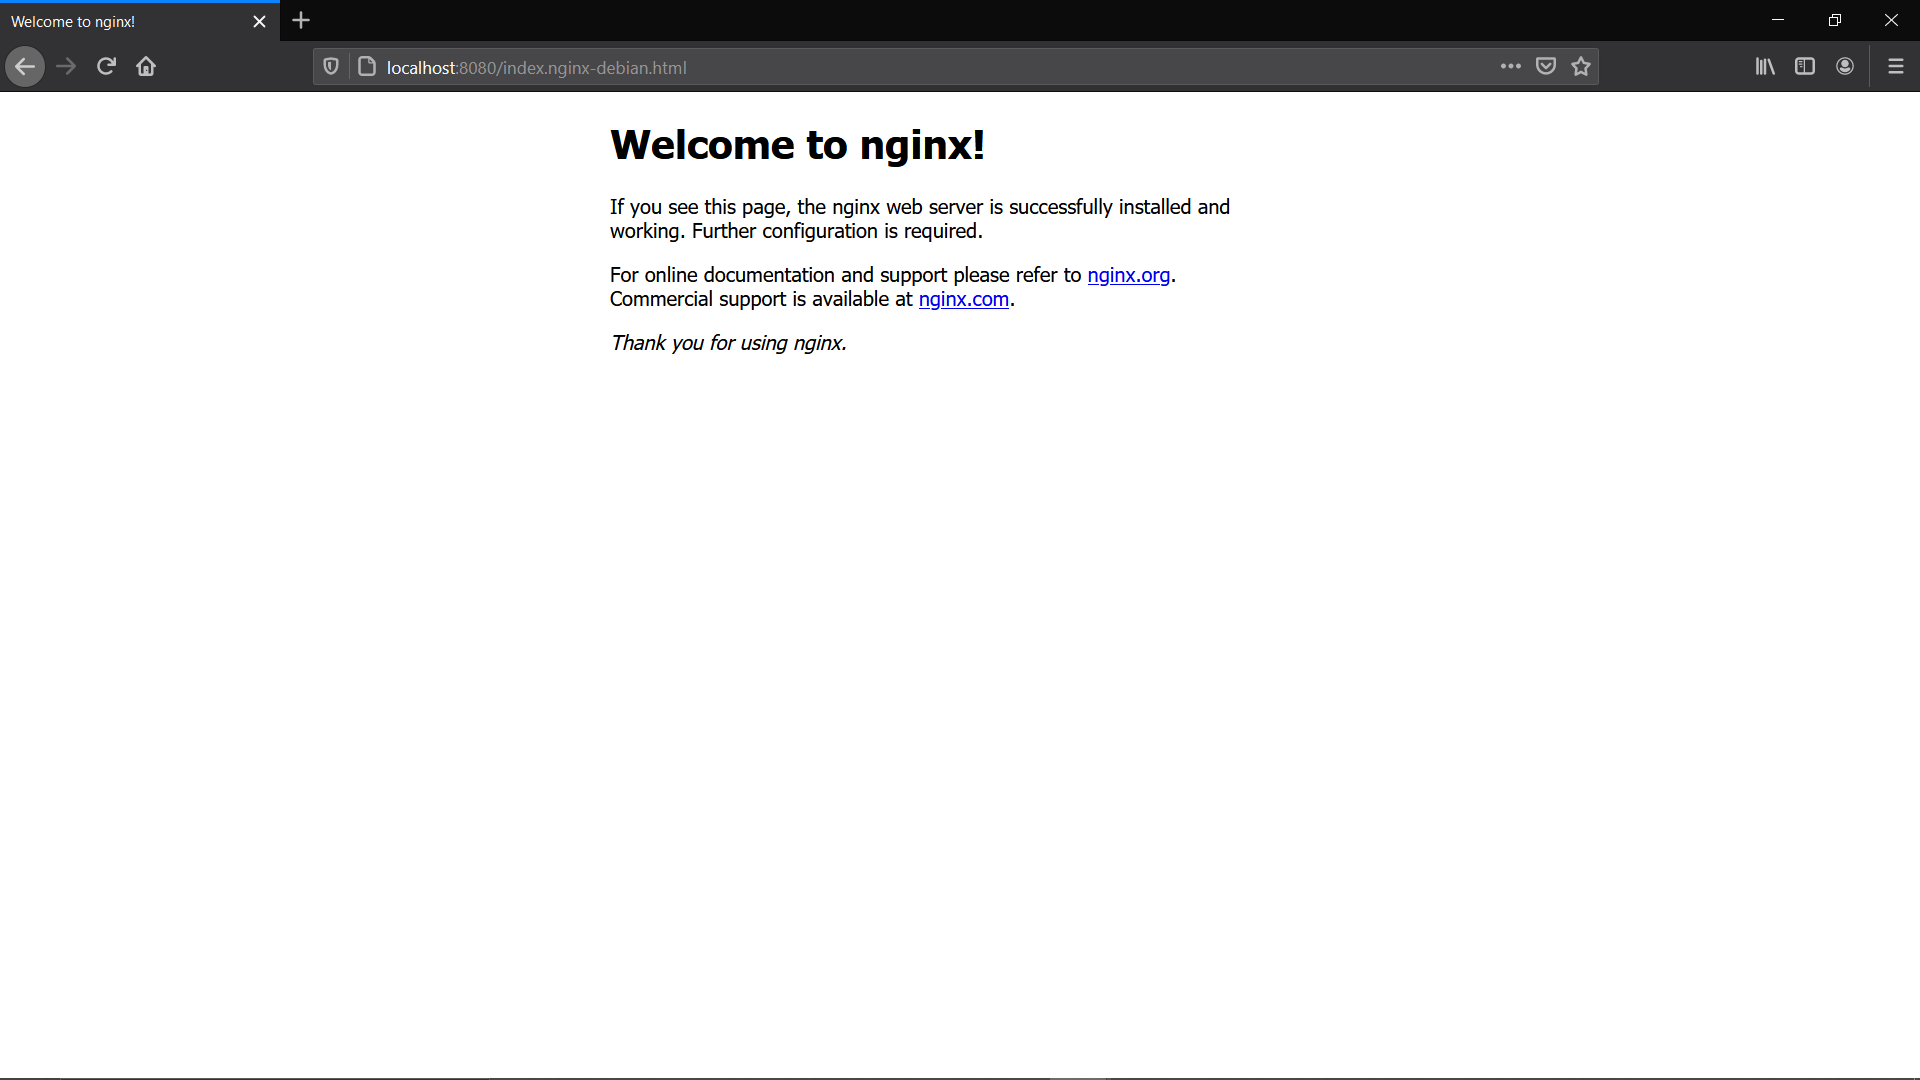 Welcome to nginx!
localhost:8080/index.nginx-debian.html
Welcome to nginx!
If you see this page, the nginx web server is successfully installed and
working. Further configuration is required.
For online documentation and support please refer to nginx.org.
Commercial support is available at nginx.com.
Thank you for using nginx.